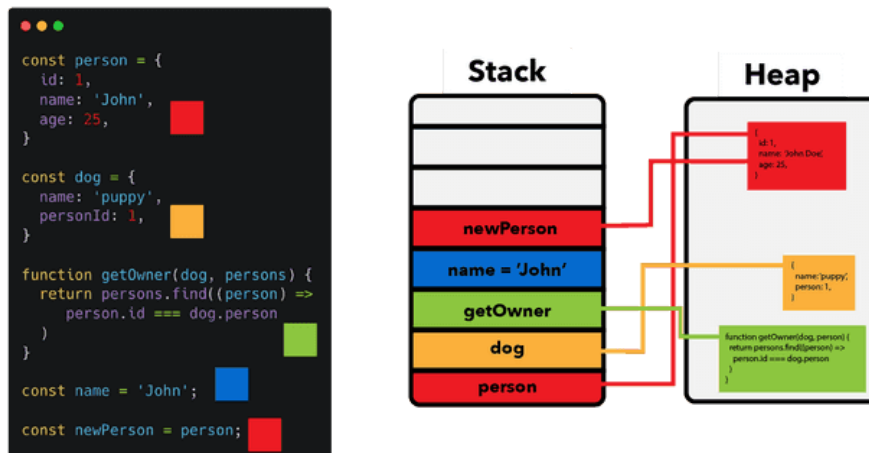 const person = {
id: 1,
name: 'John',
age: 25,
}
const dog = {
name: 'puppy',
personId: 1,
}
function getOwner(dog, persons) {
return persons.find((person) =>
person.id === dog.person
)
}
const name = 'John';
const newPerson = person;
Stack
newPerson
name = 'John'
getOwner
dog
person
Heap
{
id: 1,
name: 'John Doe',
age: 25,
}
{
name: 'puppy',
person: 1,
}
function getOwner(dog, person) {
return persons.find((person) =>
person.id === dog.person
)
}